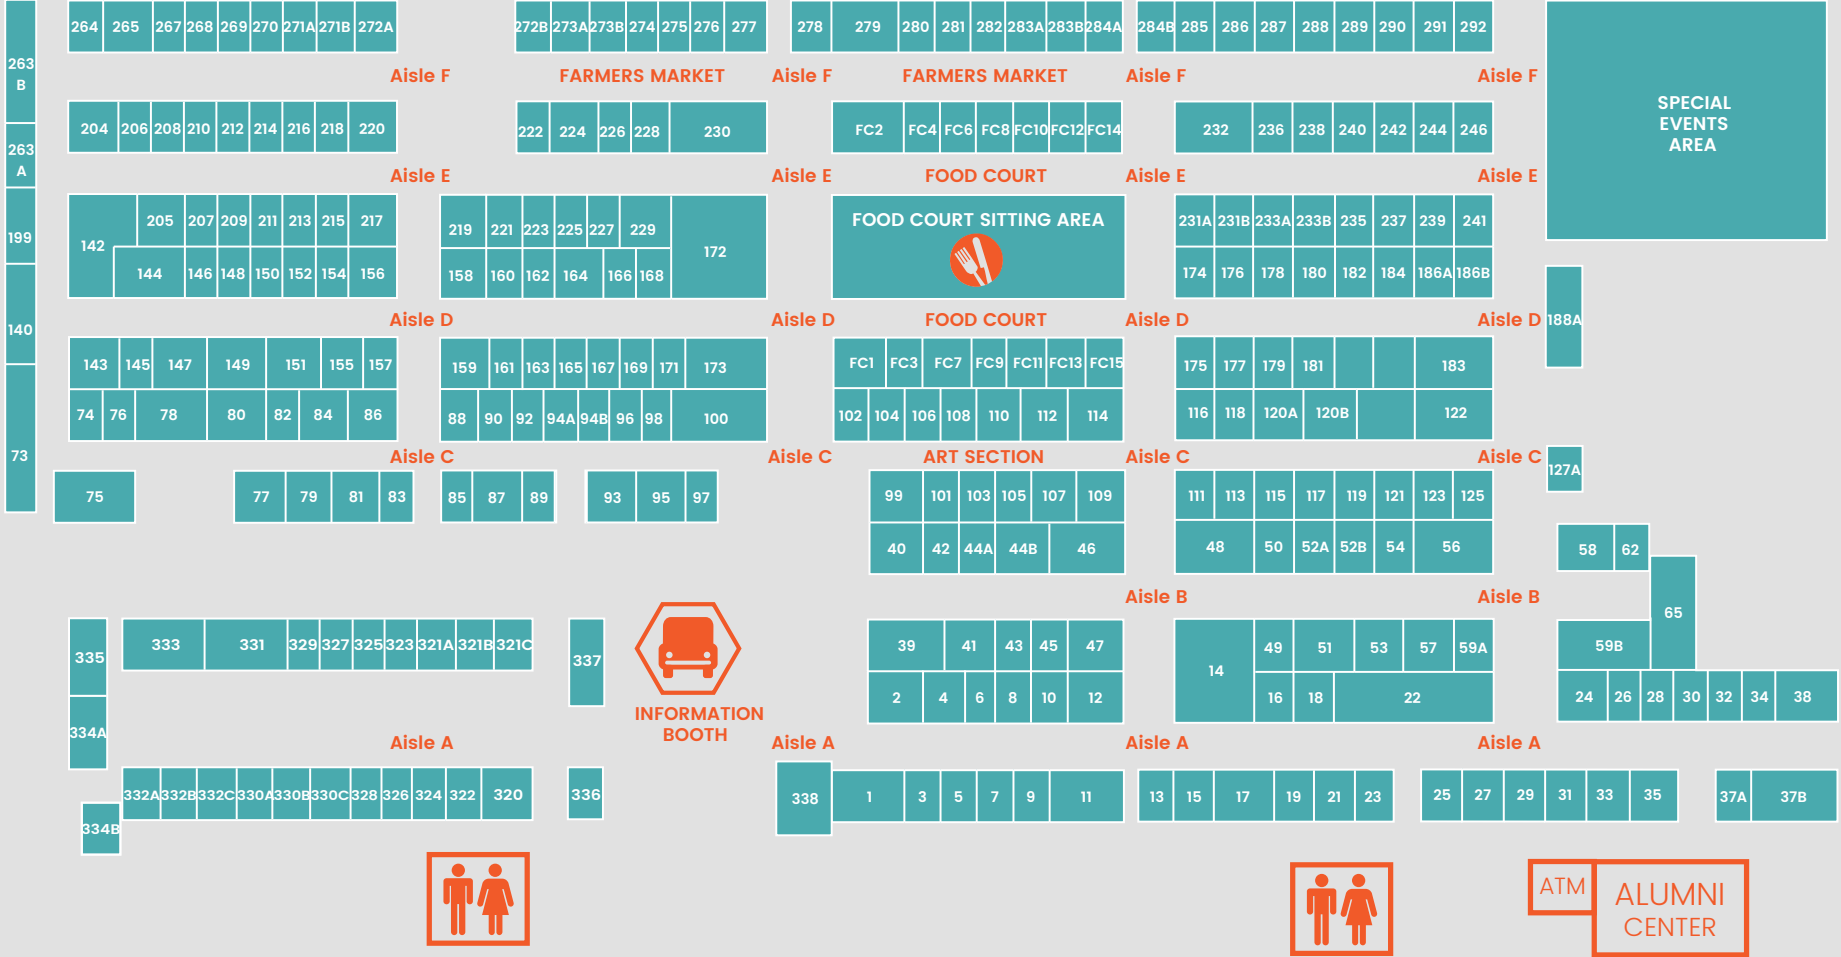 264 265 267 268 269 270 271A 271B 272A 272B 273A 273B 274 275 276 277 278 279 280 281 282 283A 283B 284A 284B 285 286 287 288 289 290 291 292
263
B
Aisle F FARMERS MARKET Aisle F FARMERS MARKET Aisle F Aisle F
SPECIAL
EVENTS
AREA
204 206 208 210 212 214 216 218 220 222 224 226 228 230 FC2 FC4 FC6 FC8 FC10 FC12 FC14 232 236 238 240 242 244 246
263
A
Aisle E Aisle E FOOD COURT Aisle E Aisle E
142 205 207 209 211 213 215 217 219 221 223 225 227 229 172 FOOD COURT SITTING AREA 231A 231B 233A 233B 235 237 239 241
199
144 146 148 150 152 154 156 158 160 162 164 166 168 174 176 178 180 182 184 186A 186B
140 Aisle D Aisle D FOOD COURT Aisle D Aisle D 188A
143 145 147 149 151 155 157 159 161 163 165 167 169 171 173 FC1 FC3 FC7 FC9 FC11 FC13 FC15 175 177 179 181 183
74 76 78 80 82 84 86 88 90 92 94A 94B 96 98 100 102 104 106 108 110 112 114 116 118 120A 120B 122
73 Aisle C Aisle C ART SECTION Aisle C Aisle C 127A
75 77 79 81 83 85 87 89 93 95 97 99 101 103 105 107 109 111 113 115 117 119 121 123 125
40 42 44A 44B 46 48 50 52A 52B 54 56 58 62
Aisle B Aisle B 65
335 333 331 329 327 325 323 321A 321B 321C 337 39 41 43 45 47 14 49 51 53 57 59A 59B
2 4 6 8 10 12 16 18 22 24 26 28 30 32 34 38
334A
INFORMATION
BOOTH
Aisle A Aisle A Aisle A Aisle A
332A 332B 332C 330A 330B 330C 328 326 324 322 320 336 338 1 3 5 7 9 11 13 15 17 19 21 23 25 27 29 31 33 35 37A 37B
334B
ATM
ALUMNI
CENTER